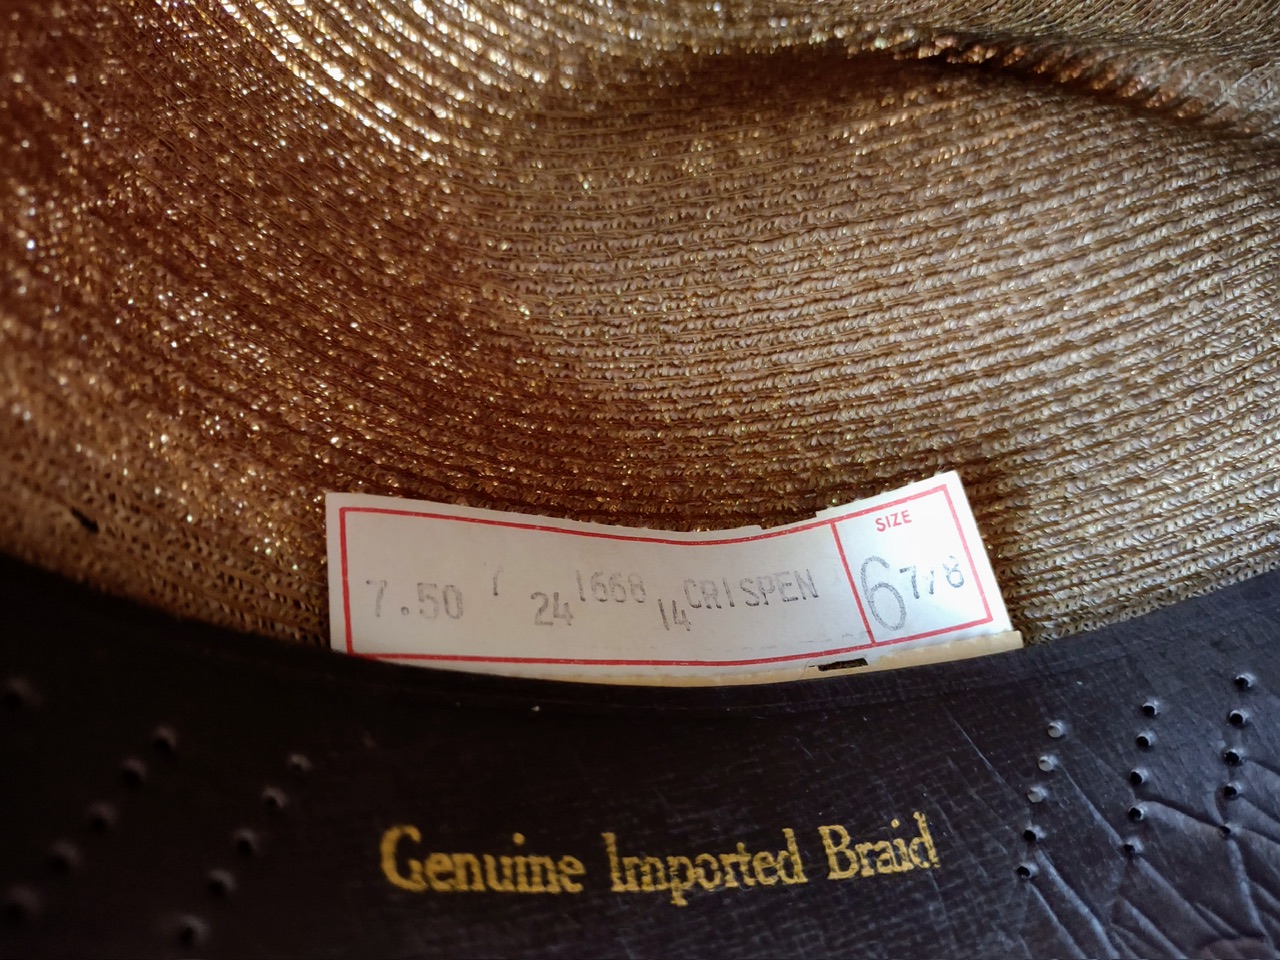 SIZE
7.50 / 24 1668 14 CRISPEN 6 7/8
Genuine Imported Braid